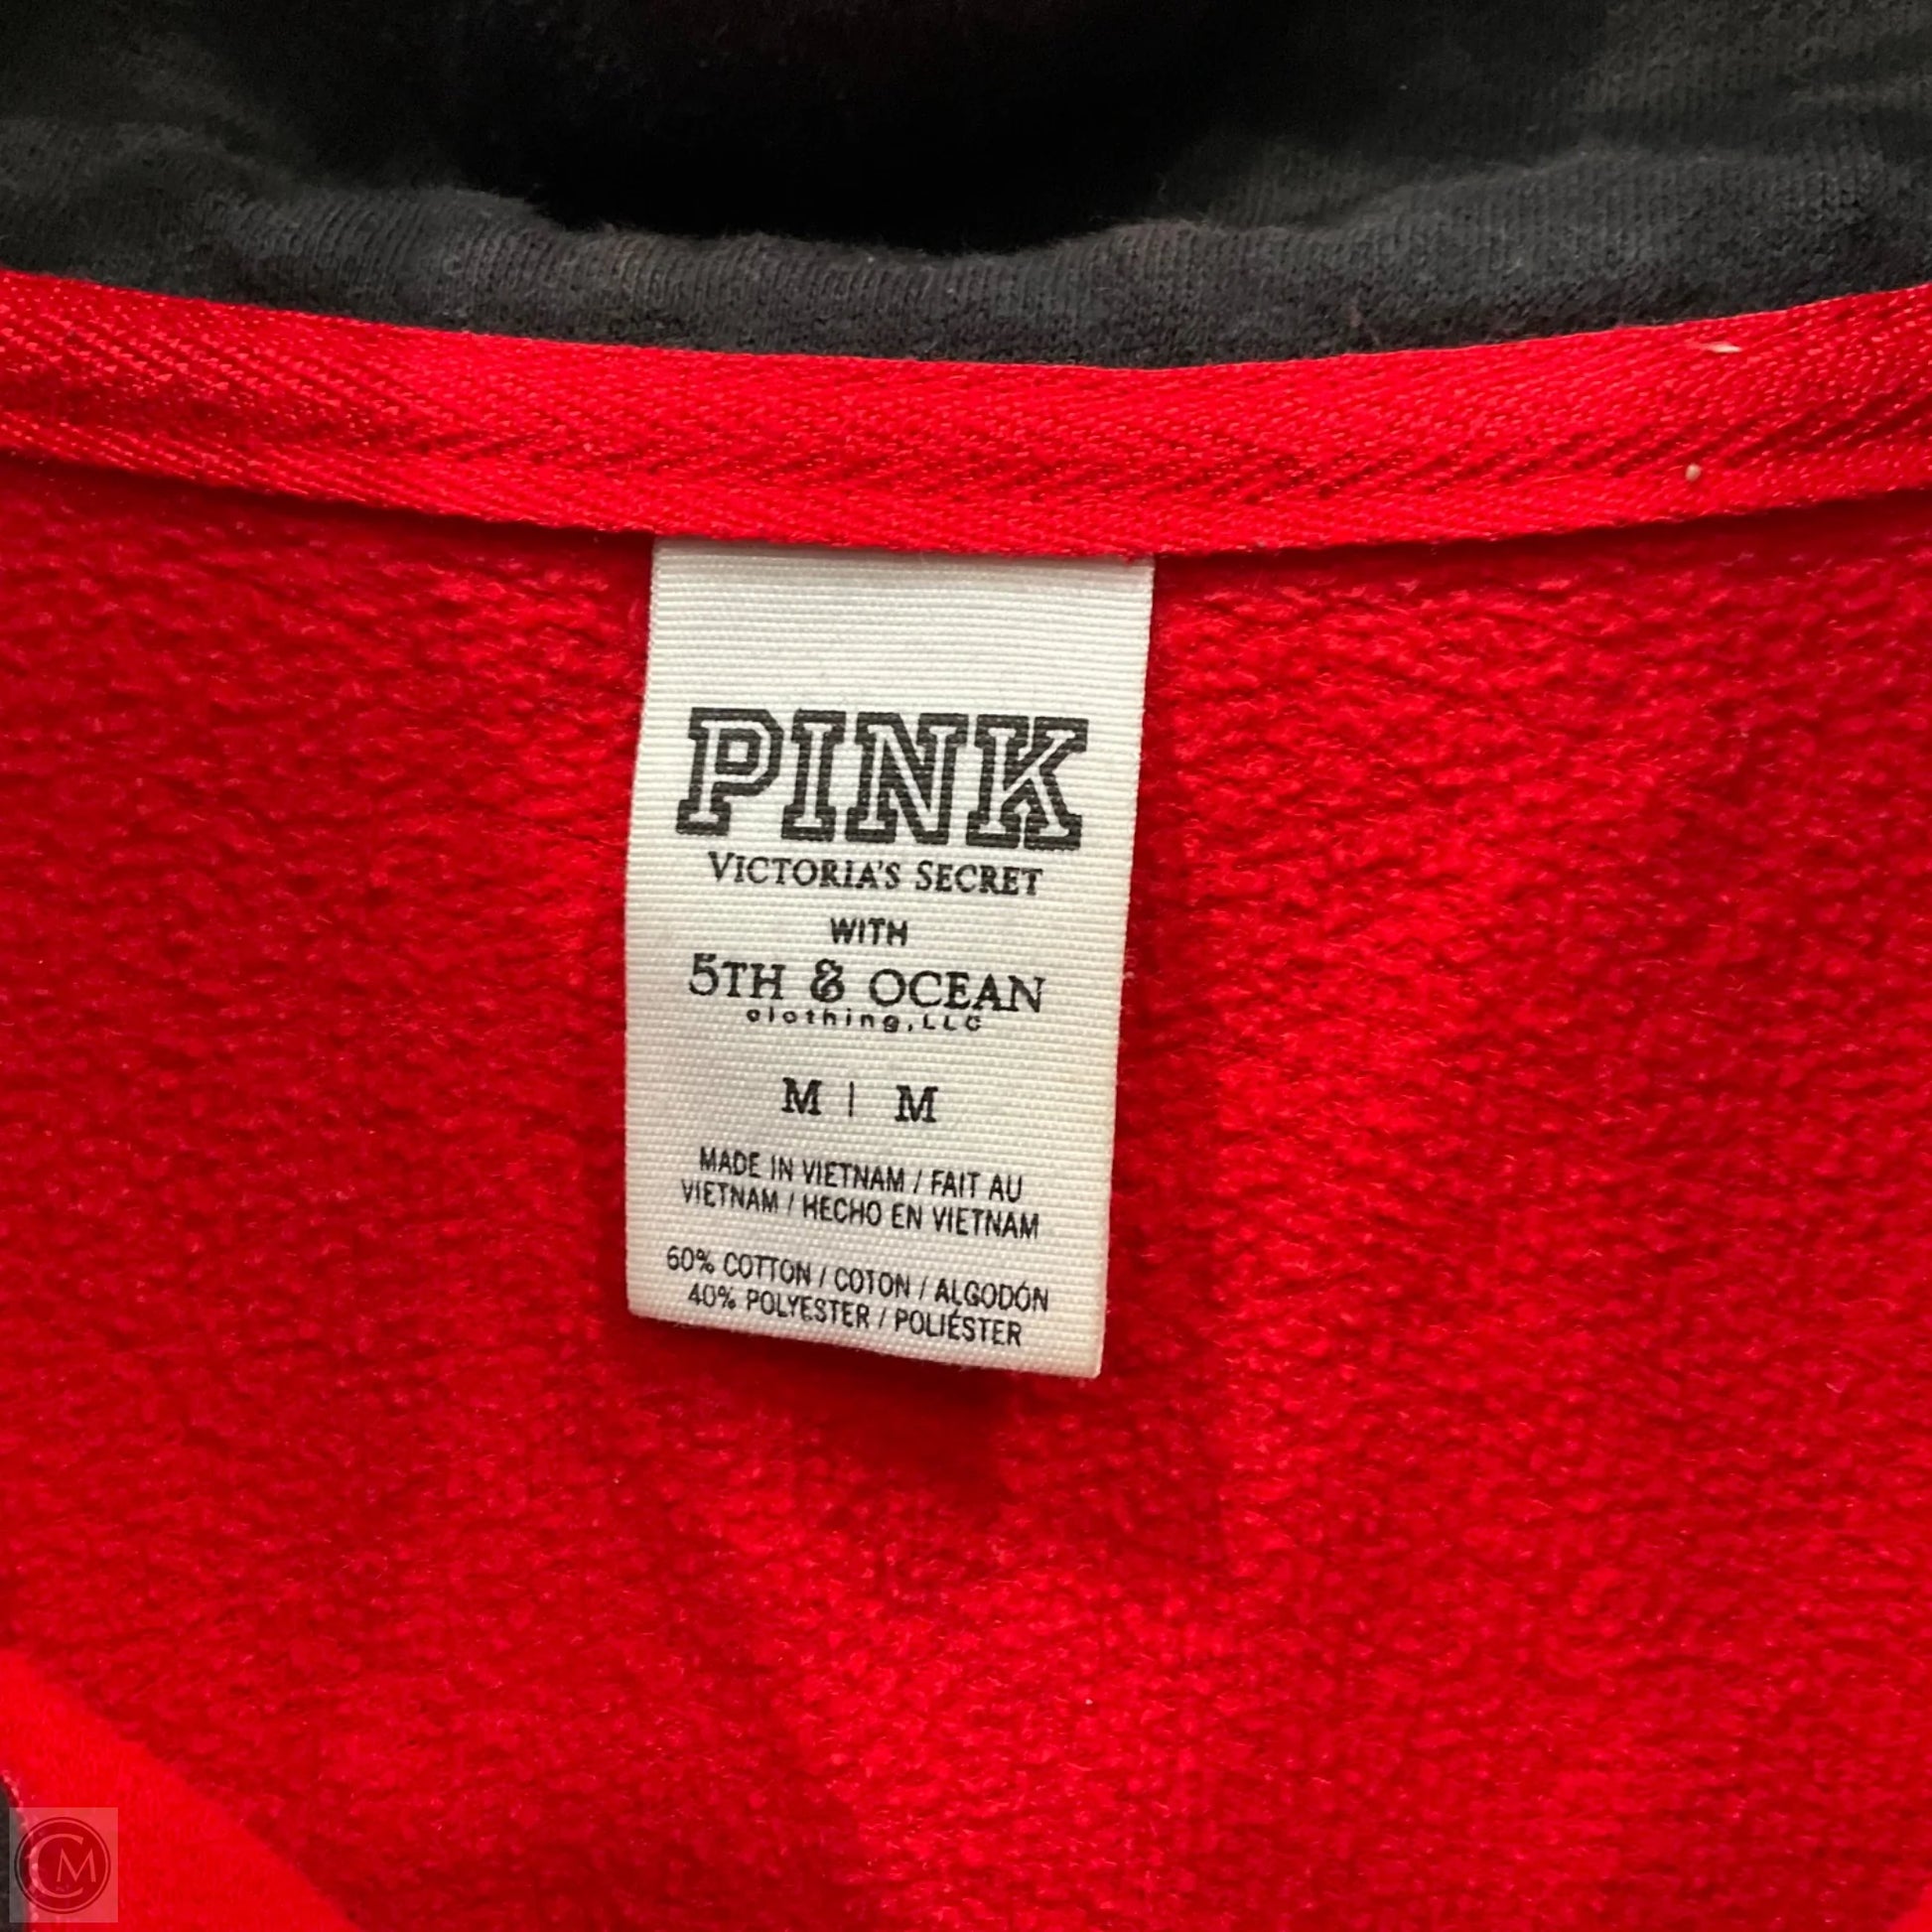 PINK
VICTORIA'S SECRET
WITH
5TH & OCEAN
clothing, LLC
M | M
MADE IN VIETNAM / FAIT AU
VIETNAM / HECHO EN VIETNAM
60% COTTON / COTON / ALGODÓN
40% POLYESTER / POLIÉSTER
CM